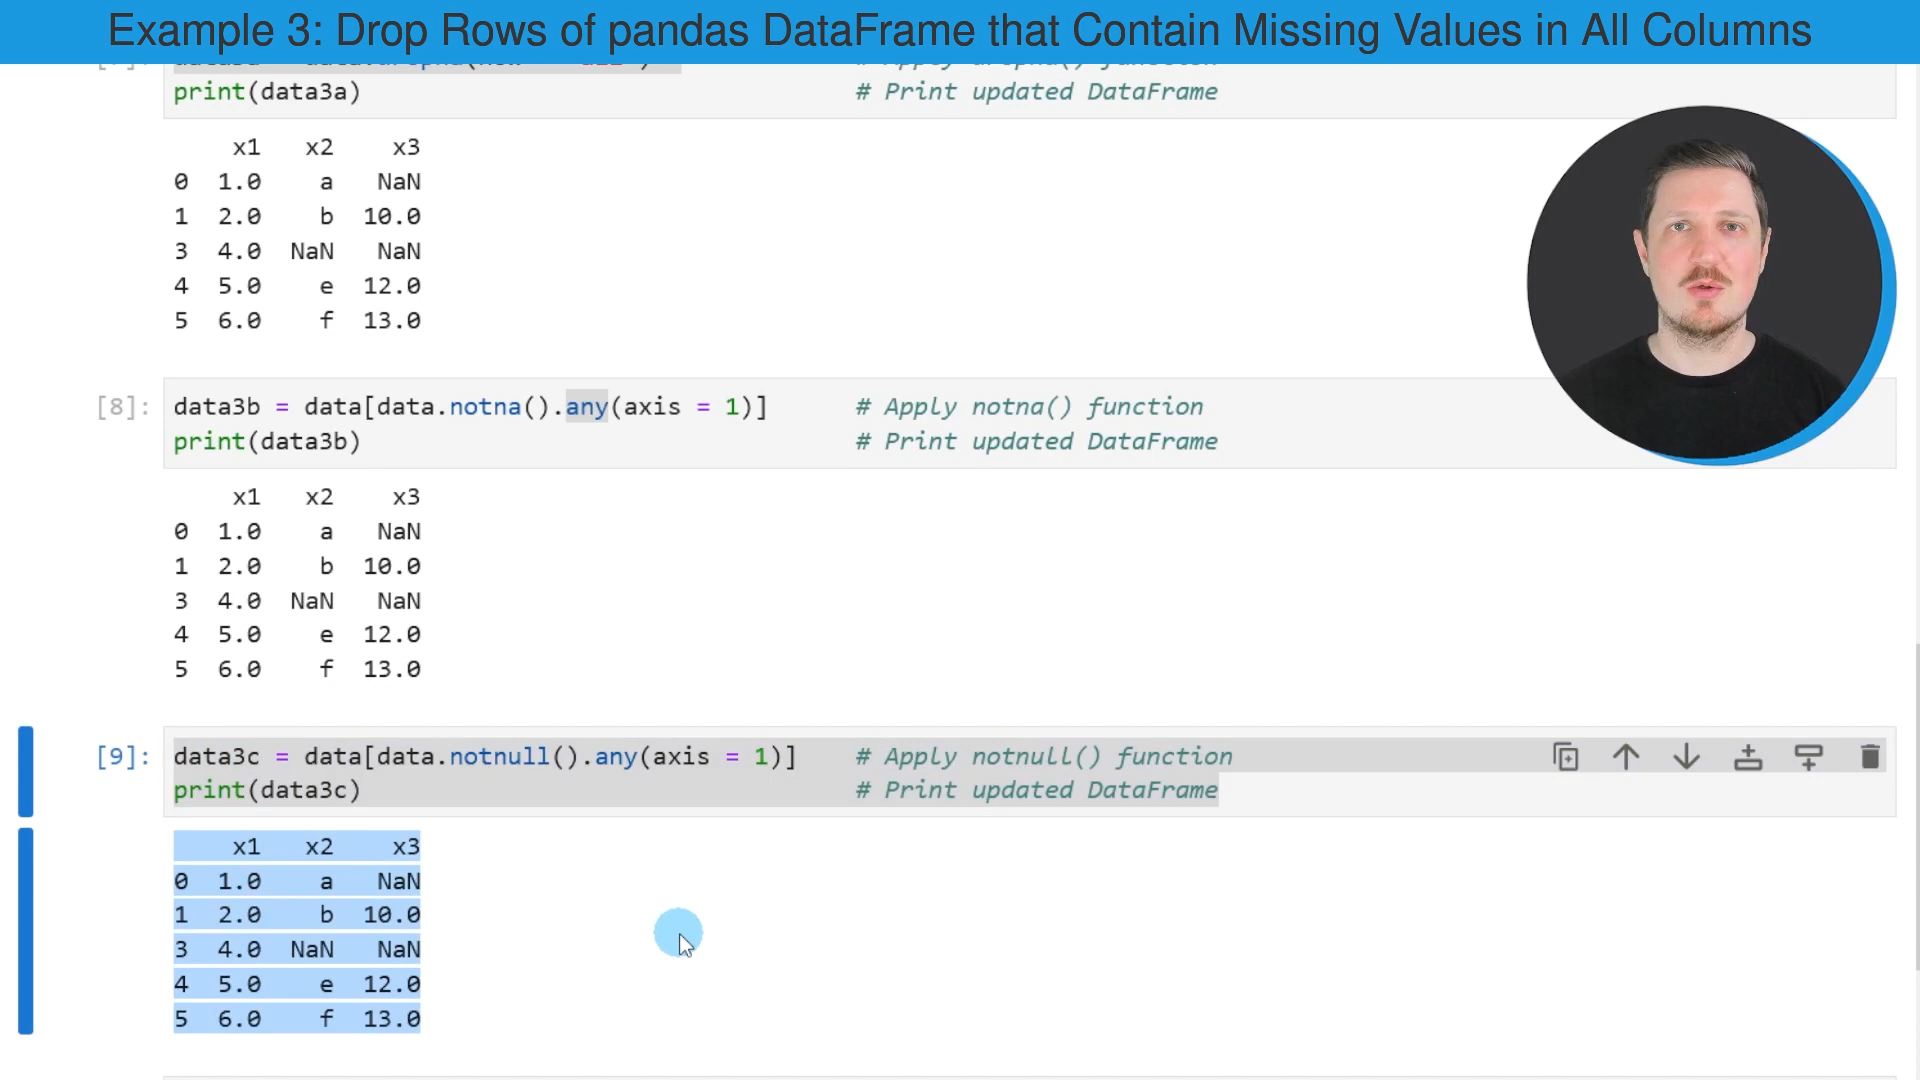 Example 3: Drop Rows of pandas DataFrame that Contain Missing Values in All Columns
print(data3a) # Print updated DataFrame
x1 x2 x3
0 1.0 a NaN
1 2.0 b 10.0
3 4.0 NaN NaN
4 5.0 e 12.0
5 6.0 f 13.0
[8]: data3b = data[data.notna().any(axis = 1)] # Apply notna() function
print(data3b) # Print updated DataFrame
x1 x2 x3
0 1.0 a NaN
1 2.0 b 10.0
3 4.0 NaN NaN
4 5.0 e 12.0
5 6.0 f 13.0
[9]: data3c = data[data.notnull().any(axis = 1)] # Apply notnull() function
print(data3c) # Print updated DataFrame
x1 x2 x3
0 1.0 a NaN
1 2.0 b 10.0
3 4.0 NaN NaN
4 5.0 e 12.0
5 6.0 f 13.0